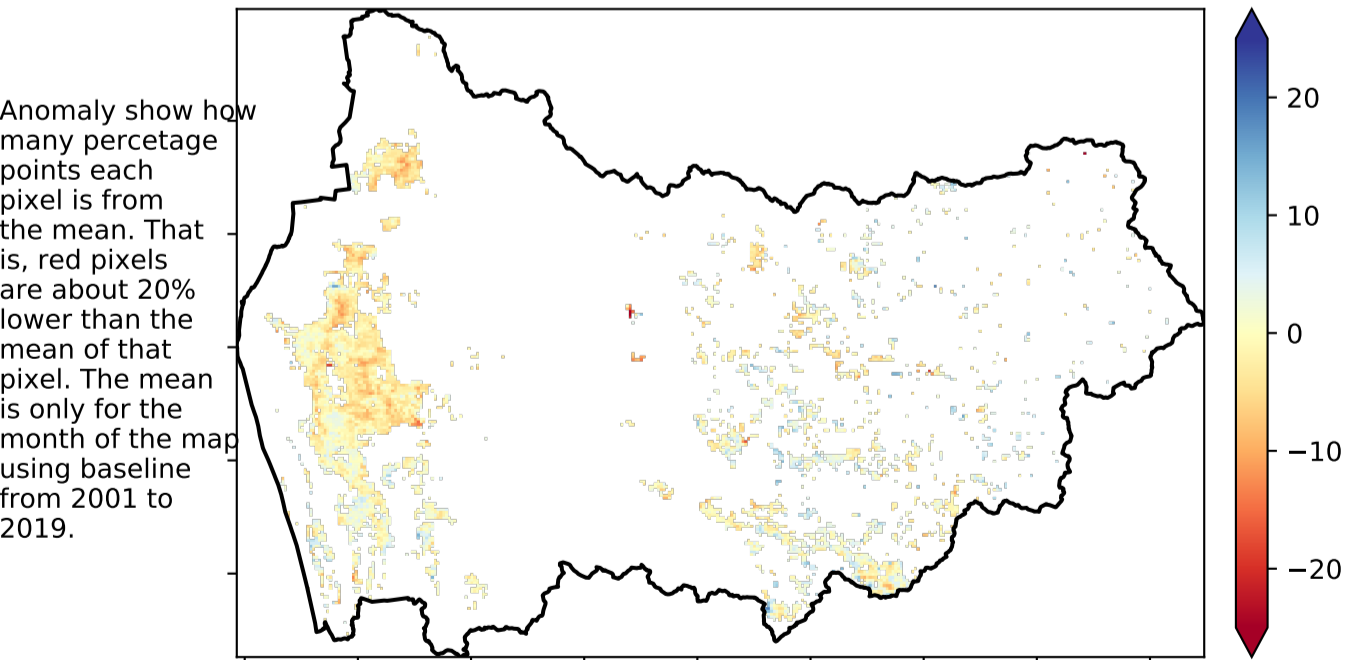 Anomaly show how
many percetage
points each
pixel is from
the mean. That
is, red pixels
are about 20%
lower than the
mean of that
pixel. The mean
is only for the
month of the map
using baseline
from 2001 to
2019.
20
10
0
−10
−20